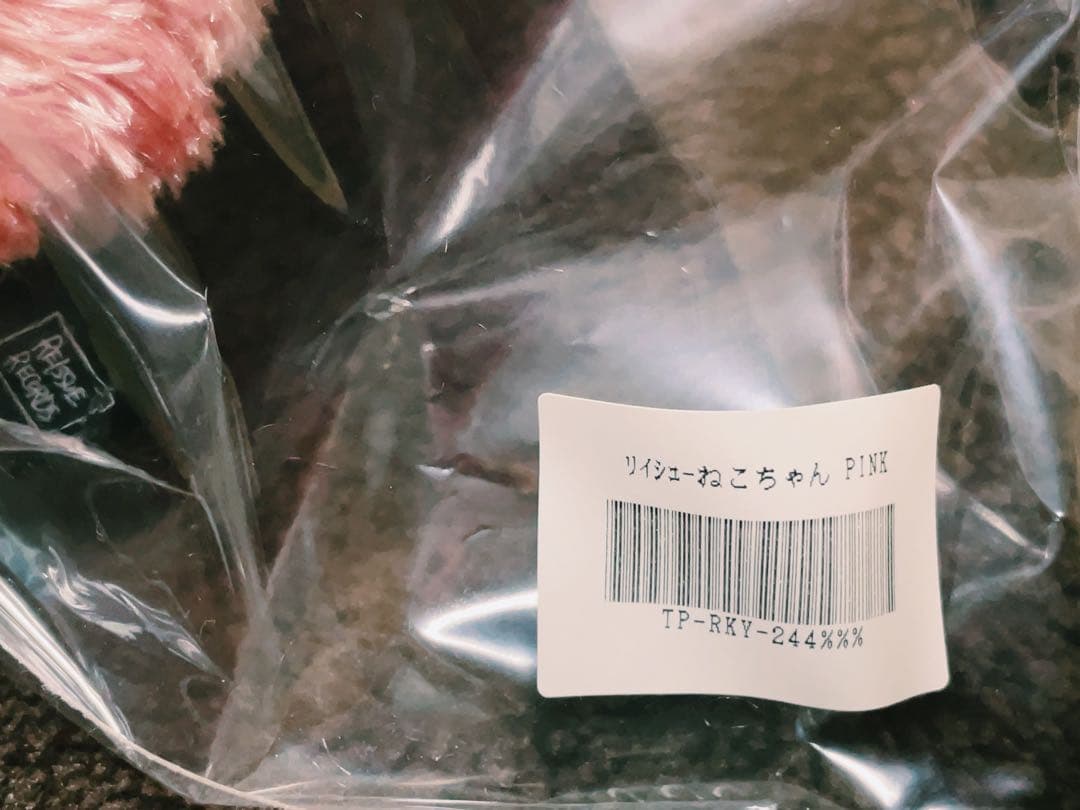 REISSUE
RECORDS
ﾘｲｼｭｰねこちゃん PINK
TP-RKY-244%%%